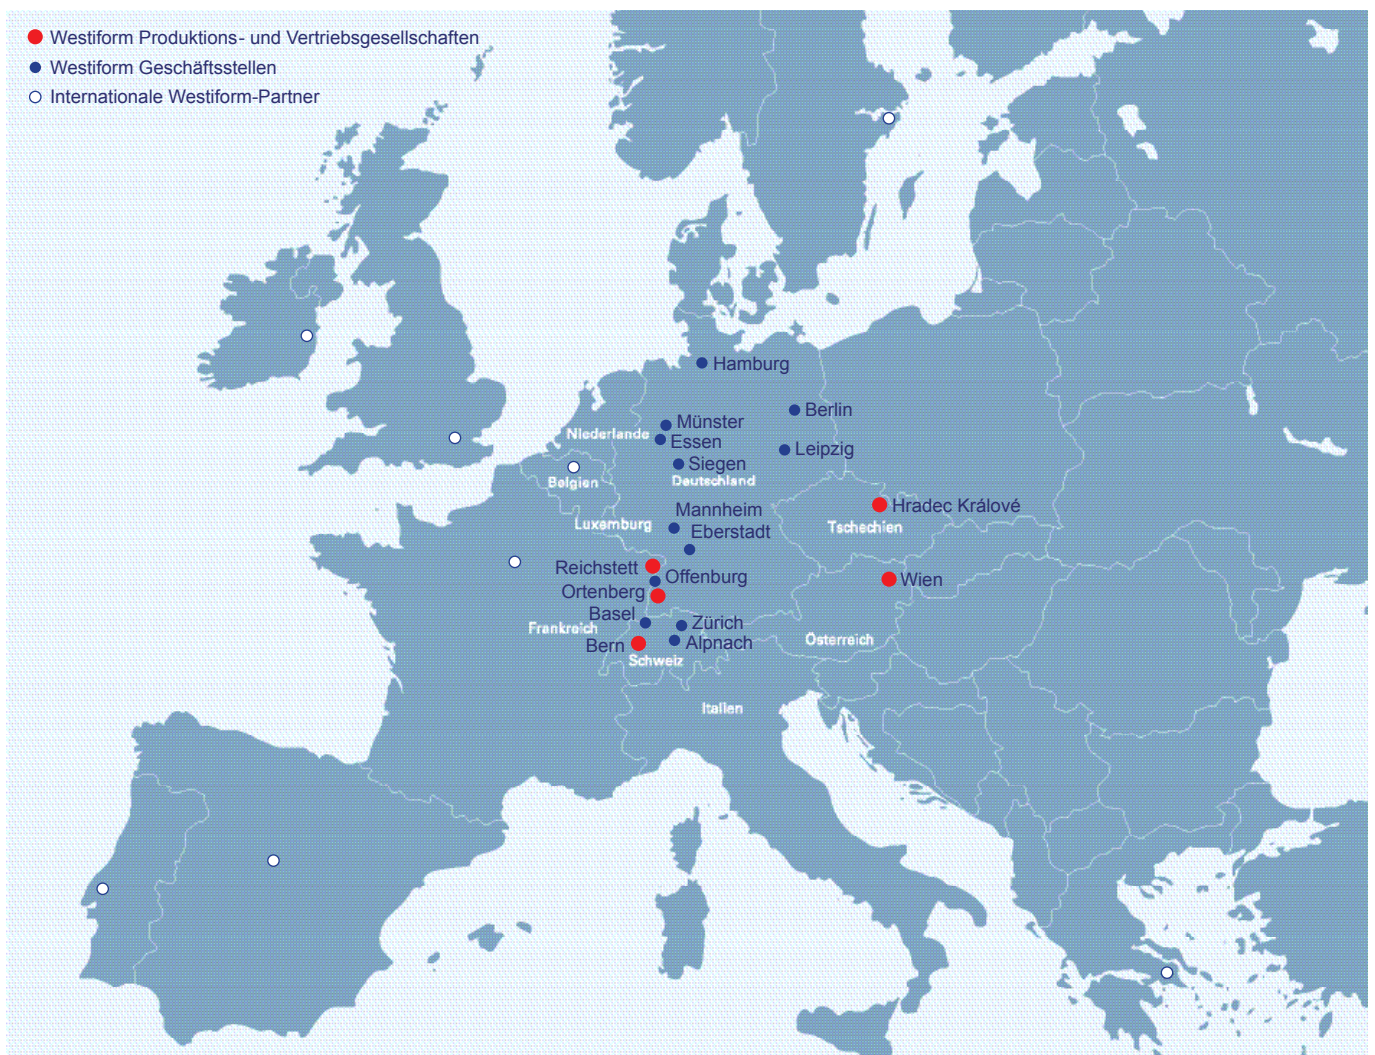 Westiform Produktions- und Vertriebsgesellschaften
Westiform Geschäftsstellen
Internationale Westiform-Partner
Hamburg
Berlin
Münster
Niederlande
Essen
Leipzig
Siegen
Belgien
Deutschland
Hradec Králové
Mannheim
Luxemburg
Tschechien
Eberstadt
Reichstett
Offenburg
Wien
Ortenberg
Basel
Zürich
Frankreich
Österreich
Bern
Alpnach
Schweiz
Italien